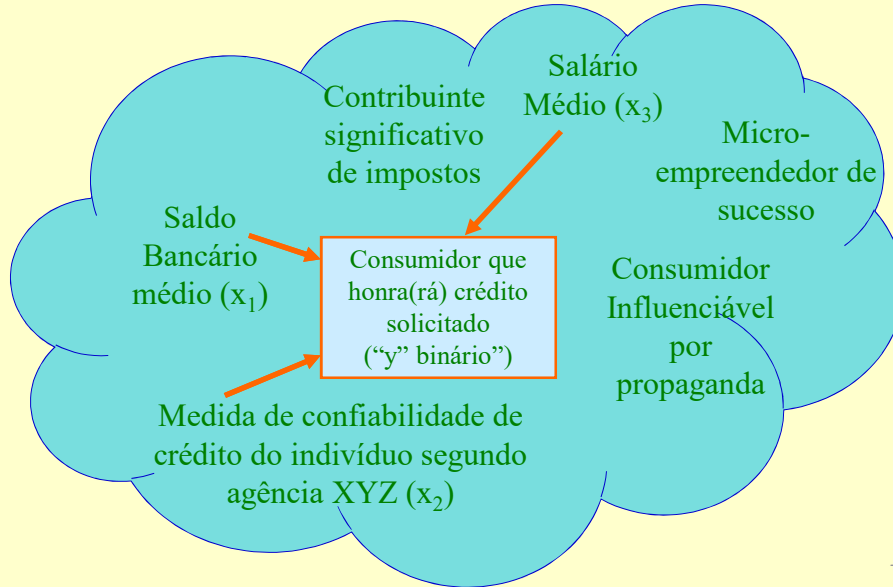 Contribuinte
significativo
de impostos
Salário
Médio (x₃)
Micro-
empreendedor de
sucesso
Saldo
Bancário
médio (x₁)
Consumidor que
honra(rá) crédito
solicitado
(“y” binário”)
Consumidor
Influenciável
por
propaganda
Medida de confiabilidade de
crédito do indivíduo segundo
agência XYZ (x₂)